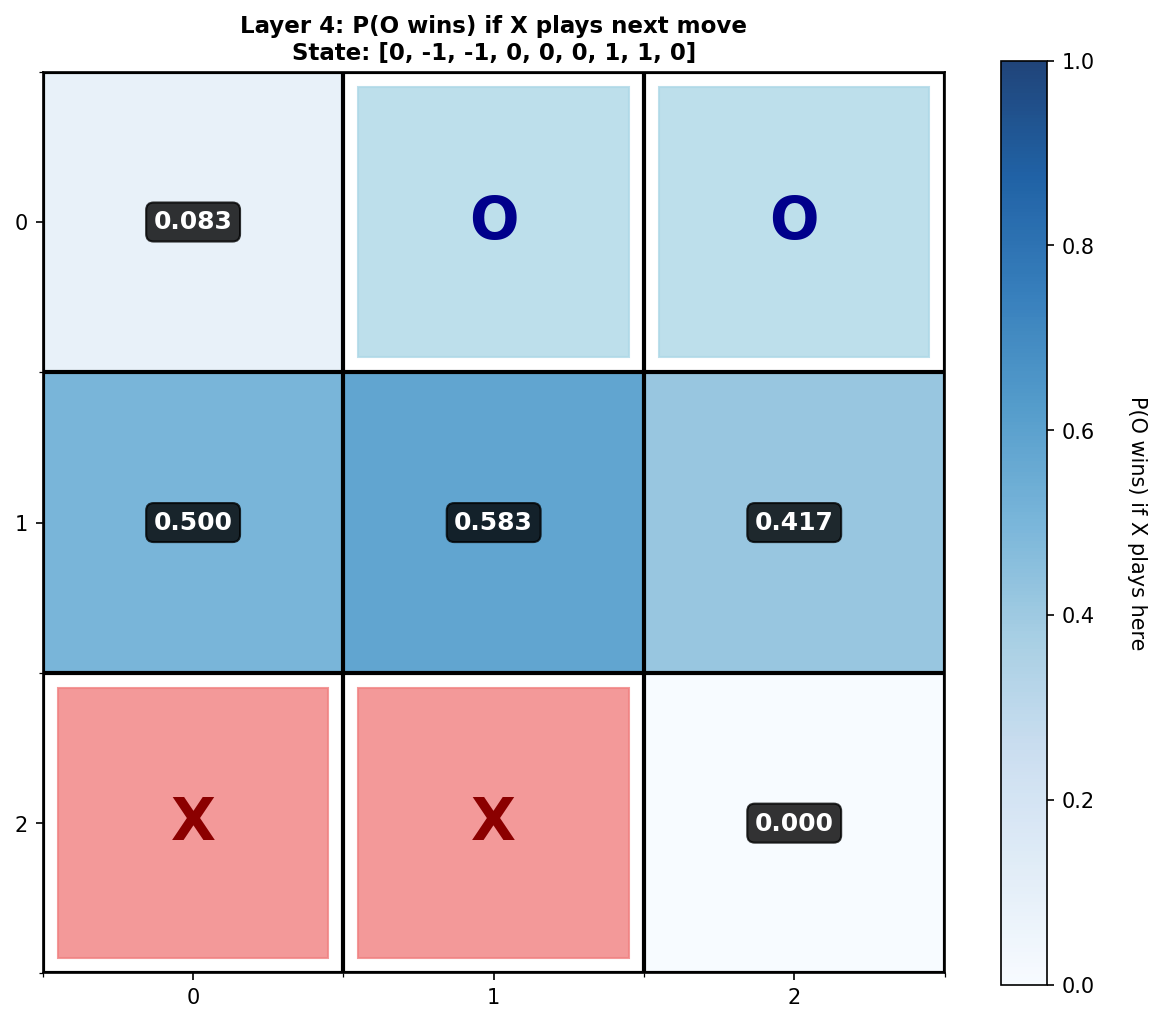 Layer 4: P(O wins) if X plays next move
State: [0, -1, -1, 0, 0, 0, 1, 1, 0]
1.0
0.8
0.6
0.4
0.2
0.0
P(O wins) if X plays here
0
0.083
O
O
1
0.500
0.583
0.417
2
X
X
0.000
0
1
2